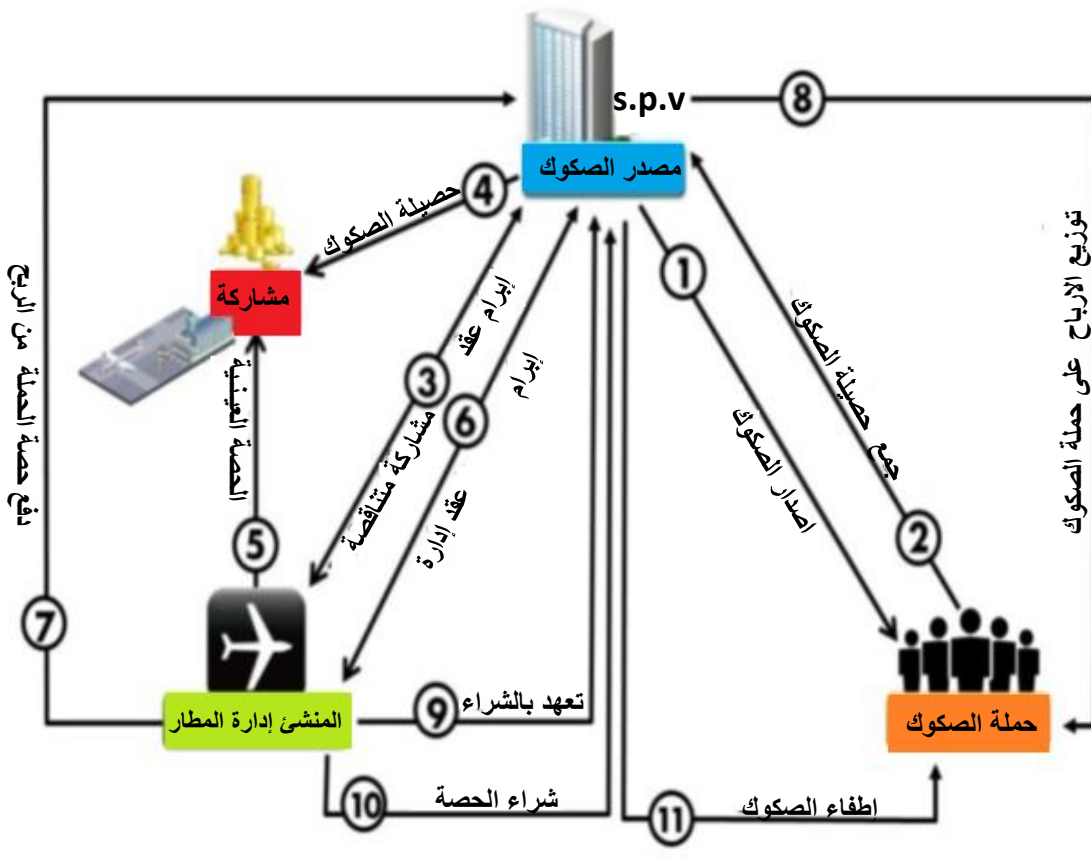 s.p.v
8
مصدر الصكوك
4
حصيلة الصكوك
1
اصدار الصكوك
جمع حصيلة الصكوك
2
توزيع الارباح على حملة الصكوك
مشاركة
إبرام عقد
3
مشاركة متناقصة
إبرام
6
عقد إدارة
الحصة العينية
5
دفع حصة الحملة من الربح
7
المنشئ إدارة المطار
9
تعهد بالشراء
حملة الصكوك
10
شراء الحصة
11
إطفاء الصكوك